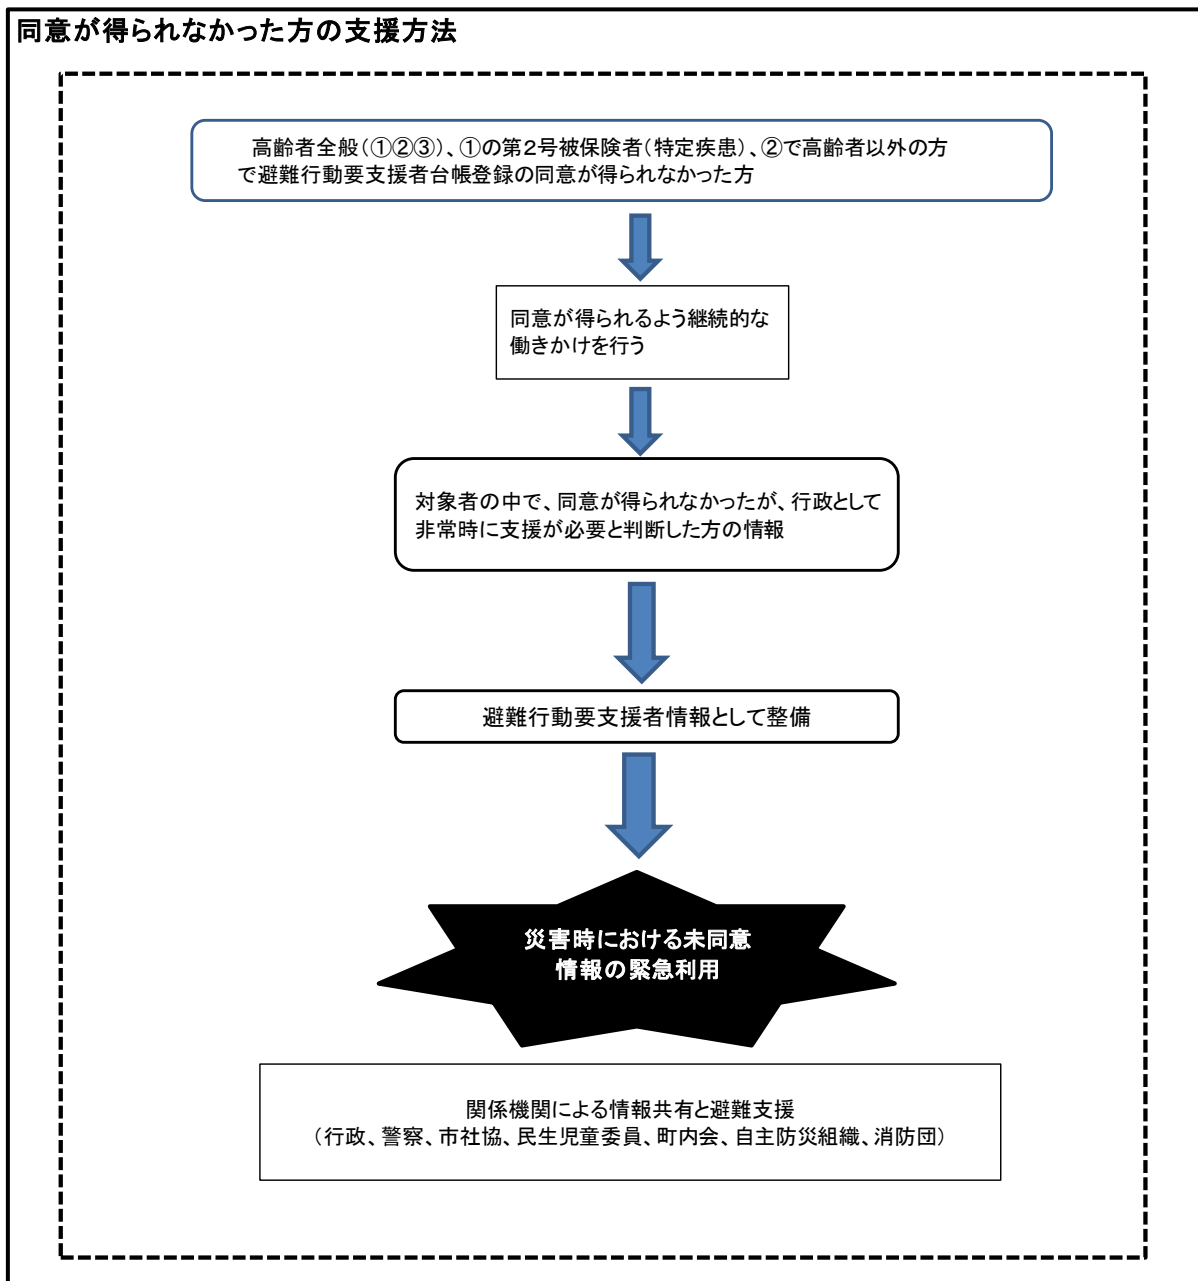 同意が得られなかった方の支援方法
高齢者全般(①②③)、①の第2号被保険者(特定疾患)、②で高齢者以外の方
で避難行動要支援者台帳登録の同意が得られなかった方
同意が得られるよう継続的な
働きかけを行う
対象者の中で、同意が得られなかったが、行政として
非常時に支援が必要と判断した方の情報
避難行動要支援者情報として整備
災害時における未同意
情報の緊急利用
関係機関による情報共有と避難支援
(行政、警察、市社協、民生児童委員、町内会、自主防災組織、消防団)